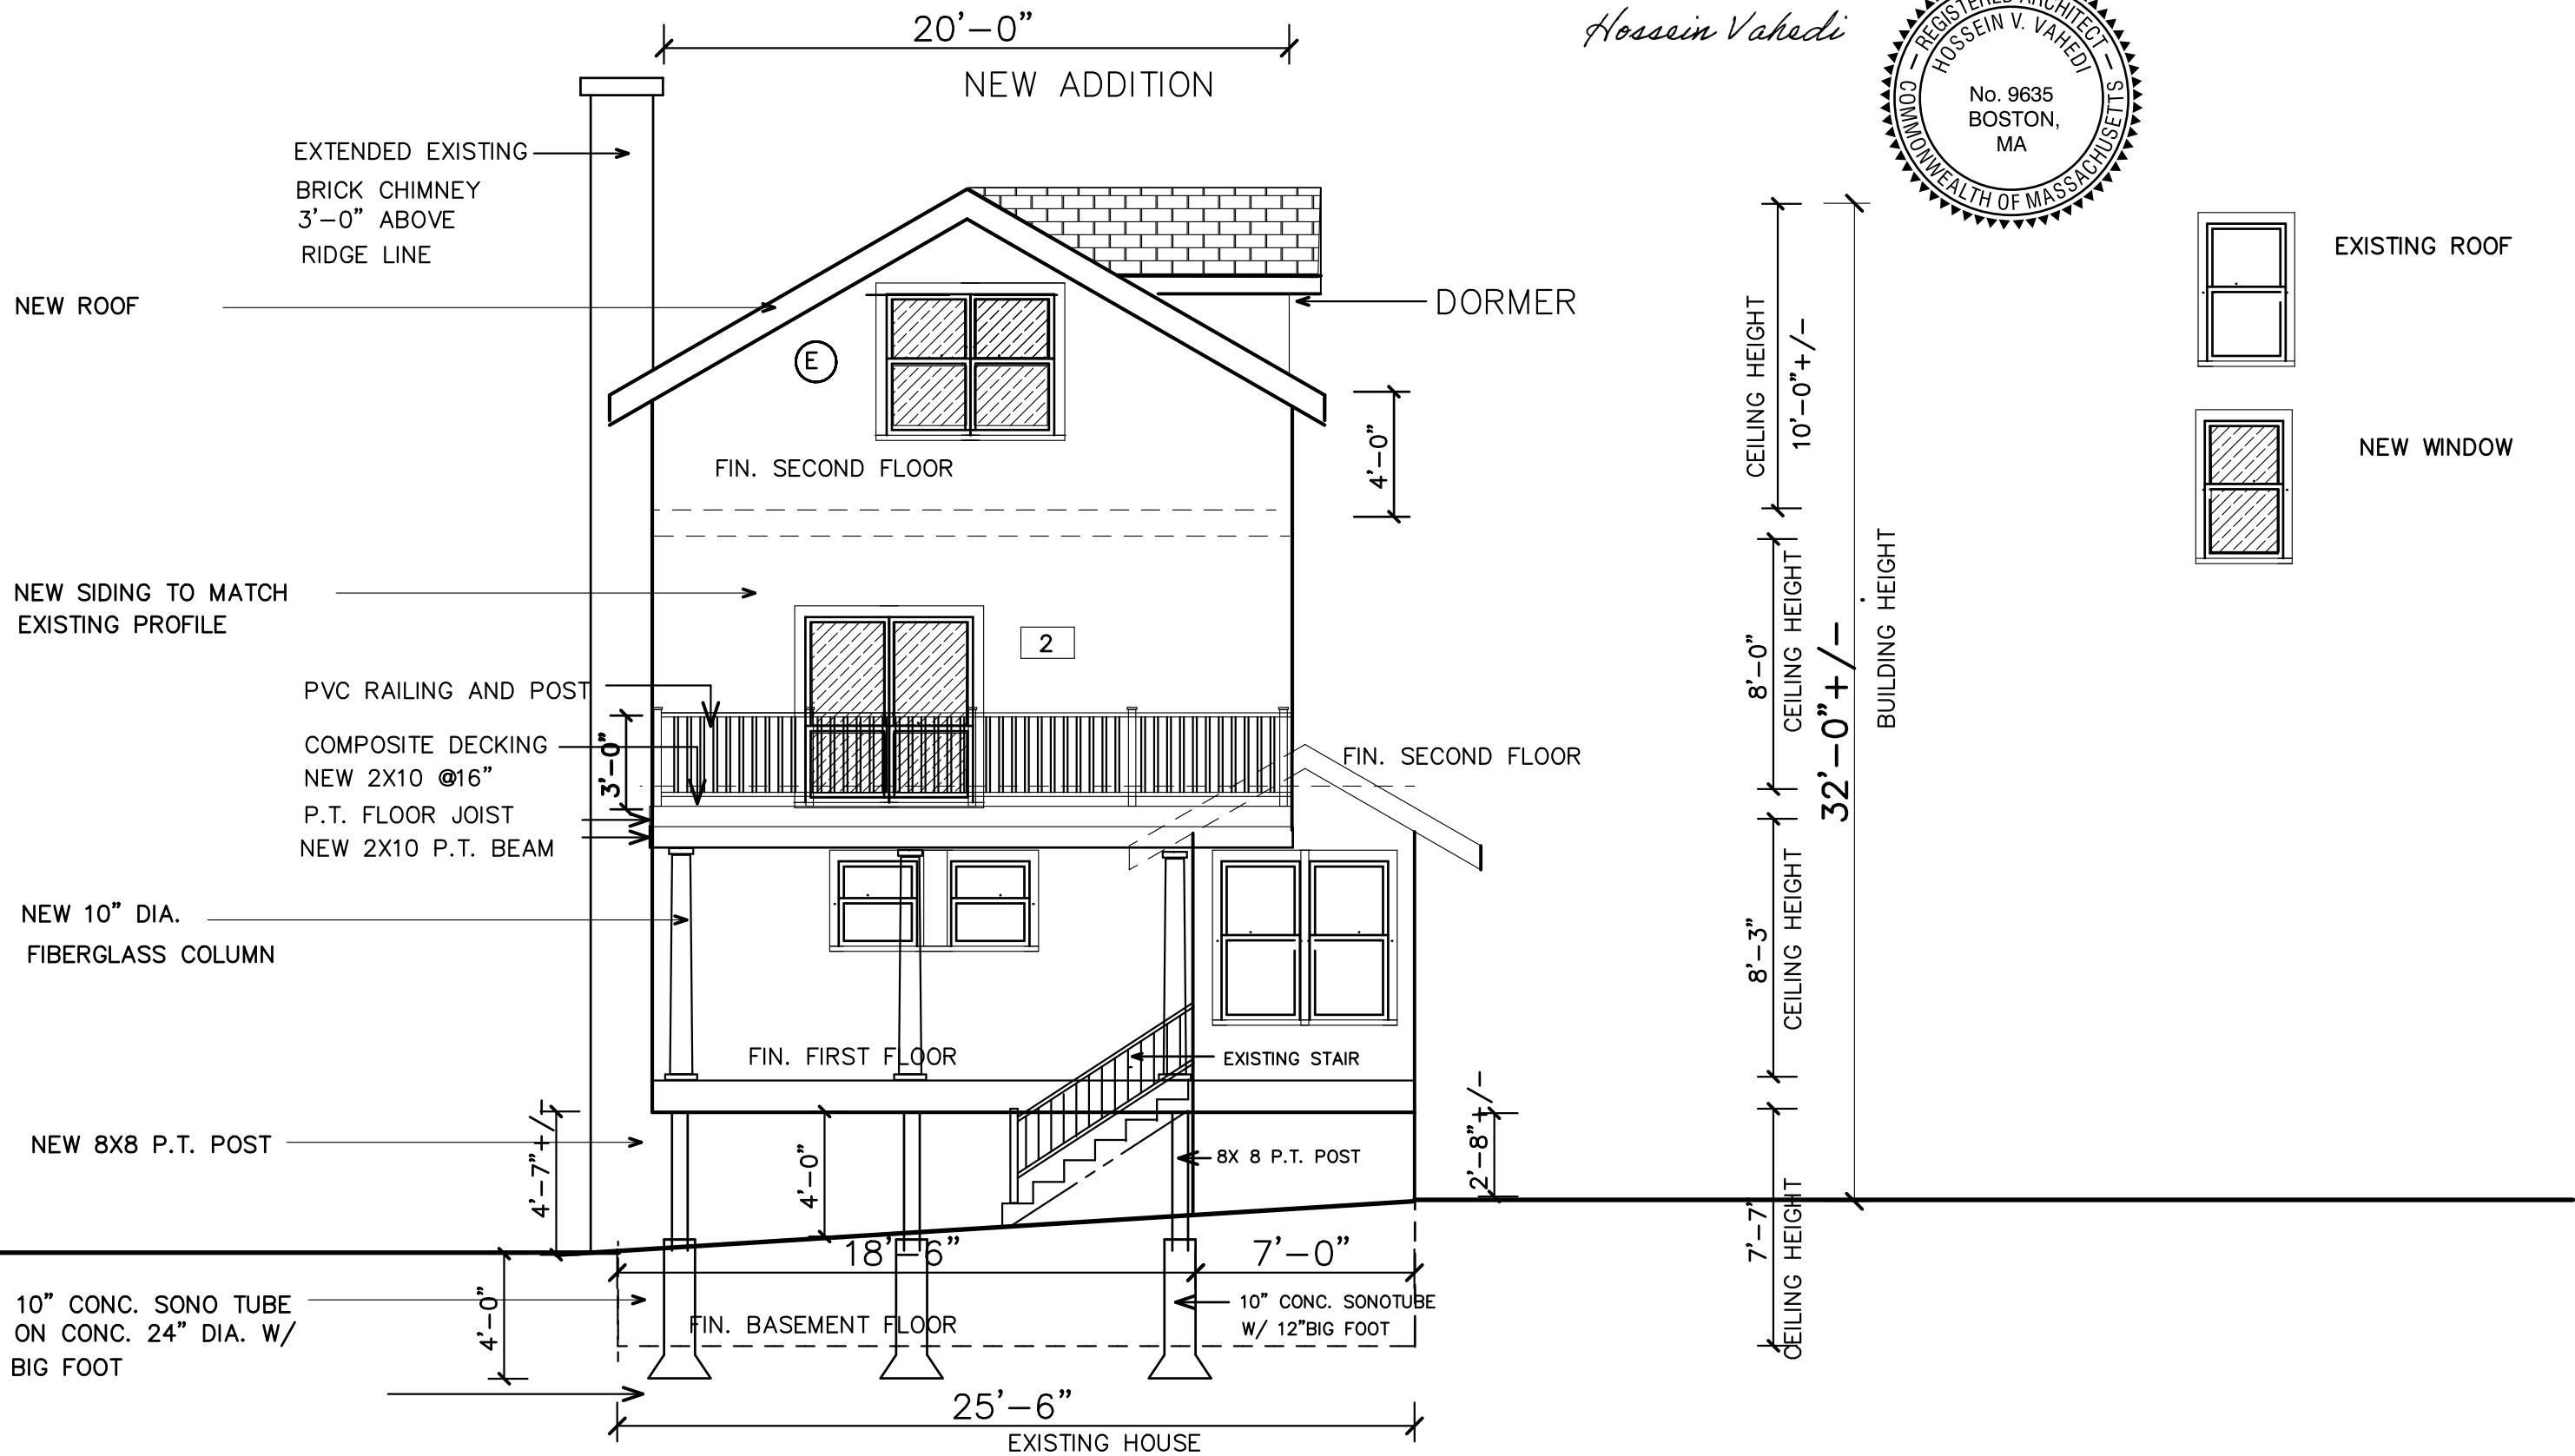 20'-0"
NEW ADDITION
Hossein Vahedi
REGISTERED ARCHITECT
HOSSEIN V. VAHEDI
No. 9635
BOSTON,
MA
COMMONWEALTH OF MASSACHUSETTS
EXTENDED EXISTING
BRICK CHIMNEY
3'-0" ABOVE
RIDGE LINE
NEW ROOF
DORMER
E
FIN. SECOND FLOOR
4'-0"
CEILING HEIGHT
10'-0"+/-
EXISTING ROOF
NEW WINDOW
NEW SIDING TO MATCH
EXISTING PROFILE
2
8'-0"
CEILING HEIGHT
32'-0"+/-
BUILDING HEIGHT
PVC RAILING AND POST
COMPOSITE DECKING
NEW 2X10 @16"
P.T. FLOOR JOIST
NEW 2X10 P.T. BEAM
3'-0"
FIN. SECOND FLOOR
NEW 10" DIA.
FIBERGLASS COLUMN
8'-3"
CEILING HEIGHT
FIN. FIRST FLOOR
EXISTING STAIR
NEW 8X8 P.T. POST
4'-7"+/-
4'-0"
8X 8 P.T. POST
2'-8"+/-
7'-7"
CEILING HEIGHT
18'-6"
7'-0"
10" CONC. SONO TUBE
ON CONC. 24" DIA. W/
BIG FOOT
4'-0"
FIN. BASEMENT FLOOR
10" CONC. SONOTUBE
W/ 12"BIG FOOT
25'-6"
EXISTING HOUSE